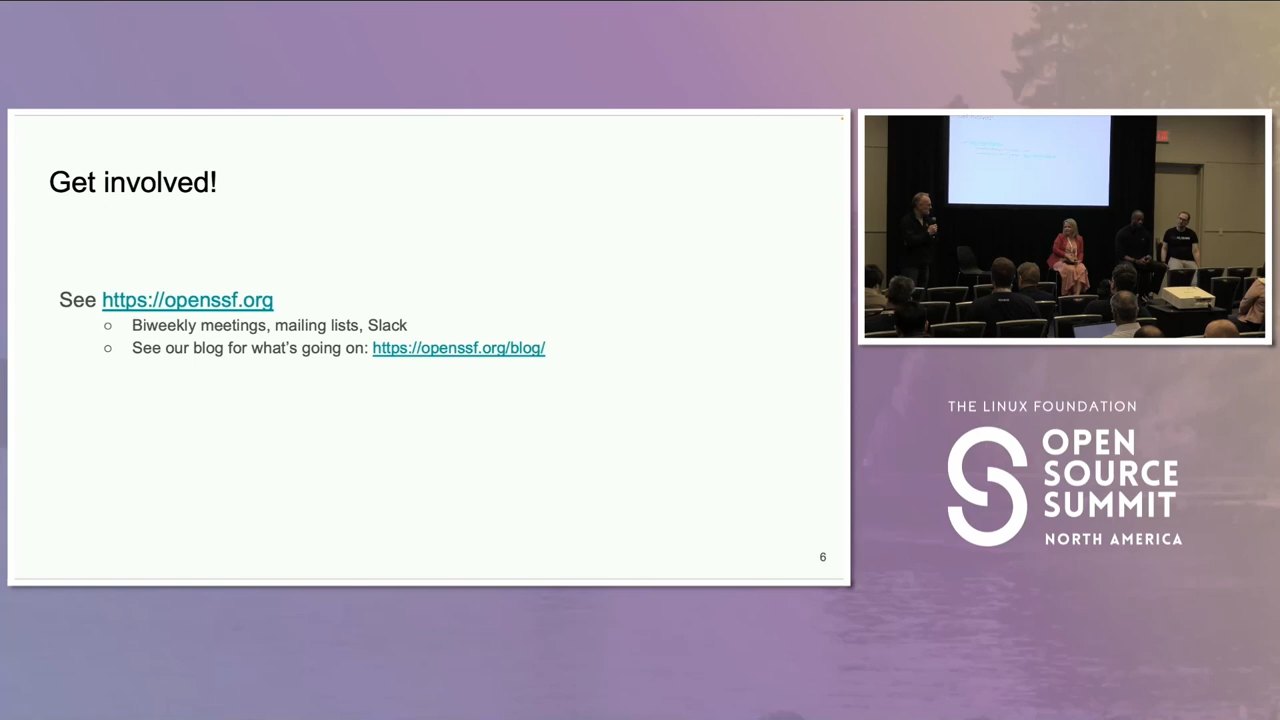 Get involved!
See https://openssf.org
○ Biweekly meetings, mailing lists, Slack
○ See our blog for what's going on: https://openssf.org/blog/
6
THE LINUX FOUNDATION
OPEN
SOURCE
SUMMIT
NORTH AMERICA